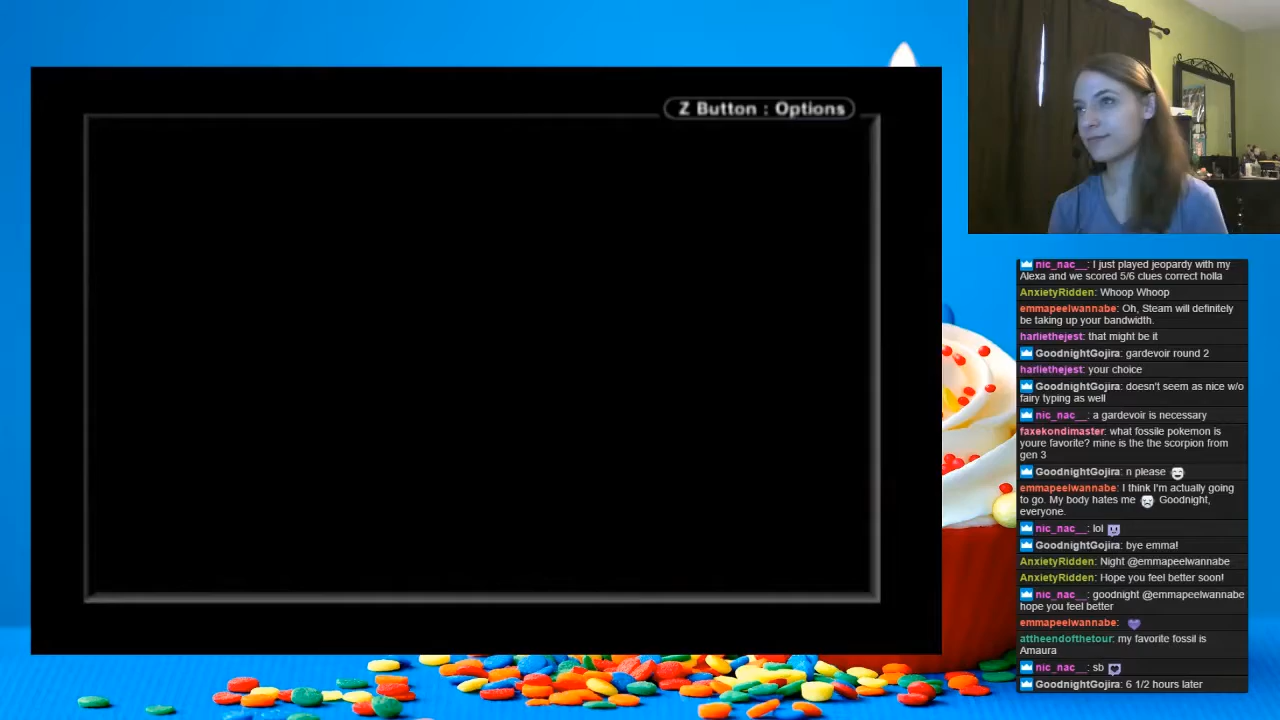 Z Button : Options
nic_nac__: I just played jeopardy with my
Alexa and we scored 5/6 clues correct holla
AnxietyRidden: Whoop Whoop
emmapeelwannabe: Oh, Steam will definitely
be taking up your bandwidth.
harliethejest: that might be it
GoodnightGojira: gardevoir round 2
harliethejest: your choice
GoodnightGojira: doesn't seem as nice w/o
fairy typing as well
nic_nac__: a gardevoir is necessary
faxekondimaster: what fossile pokemon is
youre favorite? mine is the the scorpion from
gen 3
GoodnightGojira: n please
emmapeelwannabe: I think I'm actually going
to go. My body hates me Goodnight,
everyone.
nic_nac__: lol
GoodnightGojira: bye emma!
AnxietyRidden: Night @emmapeelwannabe
AnxietyRidden: Hope you feel better soon!
nic_nac__: goodnight @emmapeelwannabe
hope you feel better
emmapeelwannabe:
attheendofthetour: my favorite fossil is
Amaura
nic_nac__: sb
GoodnightGojira: 6 1/2 hours later